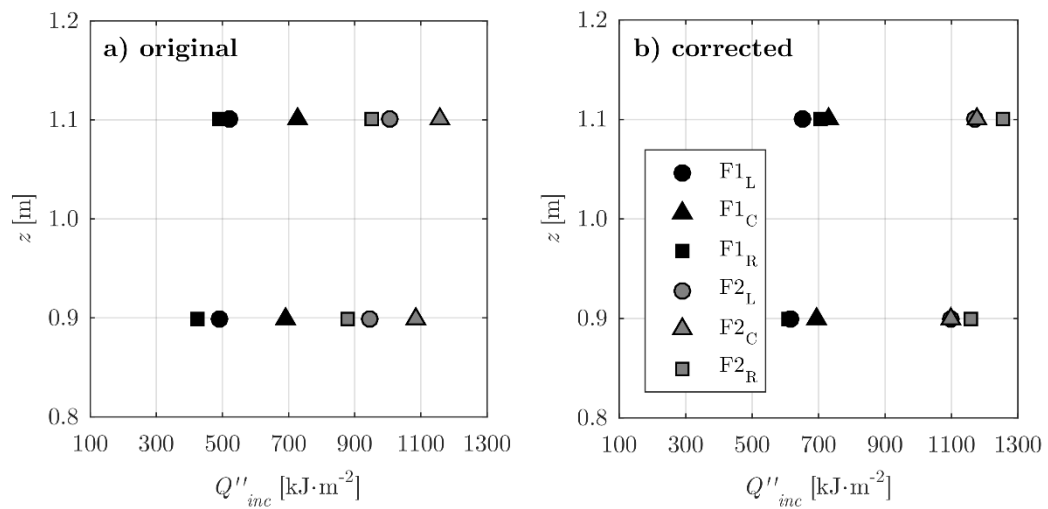 a) original
1.2
1.1
1.0
0.9
0.8
z [m]
100 300 500 700 900 1100 1300
Q''inc [kJ·m-2]
b) corrected
1.2
1.1
1.0
0.9
0.8
z [m]
F1L
F1C
F1R
F2L
F2C
F2R
100 300 500 700 900 1100 1300
Q''inc [kJ·m-2]